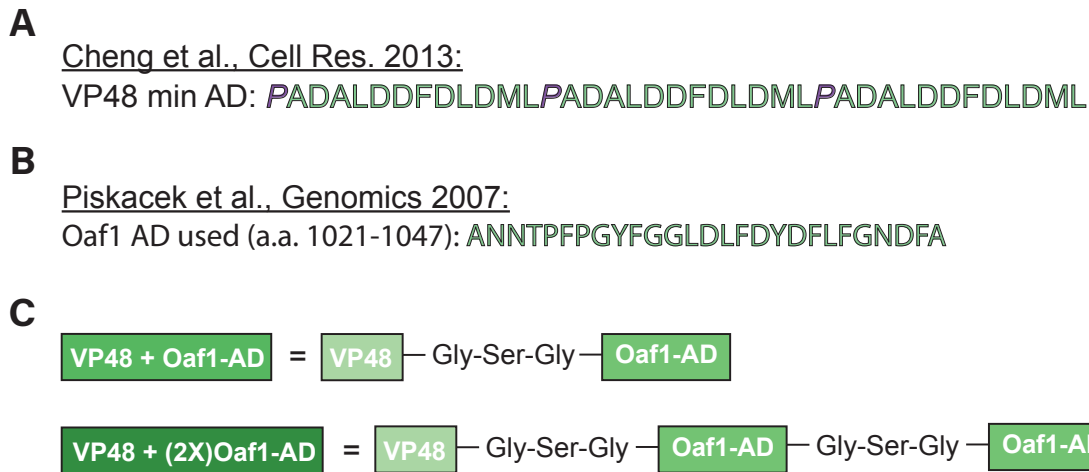 A
Cheng et al., Cell Res. 2013:
VP48 min AD: PADALDDFDLDMLPADALDDFDLDMLPADALDDFDLDML
B
Piskacek et al., Genomics 2007:
Oaf1 AD used (a.a. 1021-1047): ANNTPFPGYFGGLDLFDYDFLFGNDFA
C
VP48 + Oaf1-AD = VP48 — Gly-Ser-Gly — Oaf1-AD
VP48 + (2X)Oaf1-AD = VP48 — Gly-Ser-Gly — Oaf1-AD — Gly-Ser-Gly — Oaf1-AD